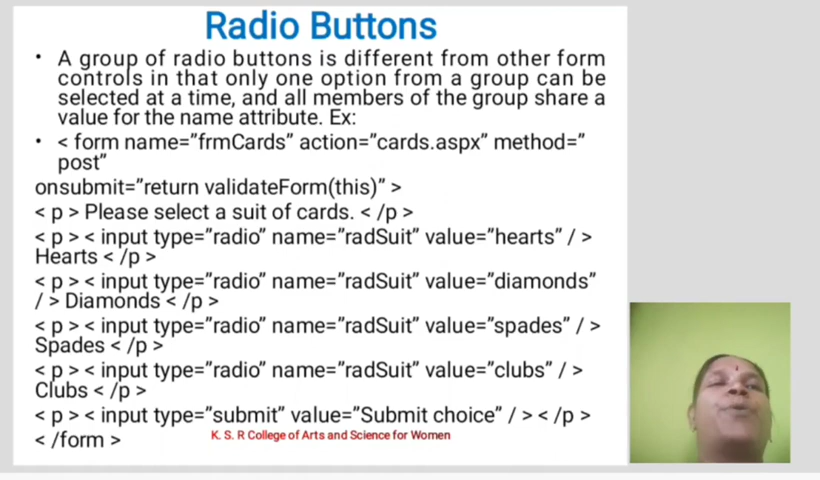 Radio Buttons
• A group of radio buttons is different from other form
controls in that only one option from a group can be
selected at a time, and all members of the group share a
value for the name attribute. Ex:
• < form name=”frmCards” action=”cards.aspx” method=”
post”
onsubmit=”return validateForm(this)” >
< p > Please select a suit of cards. < /p >
< p > < input type=”radio” name=”radSuit” value=”hearts” / >
Hearts < /p >
< p > < input type=”radio” name=”radSuit” value=”diamonds”
/ > Diamonds < /p >
< p > < input type=”radio” name=”radSuit” value=”spades” / >
Spades < /p >
< p > < input type=”radio” name=”radSuit” value=”clubs” / >
Clubs < /p >
< p > < input type=”submit” value=”Submit choice” / > < /p >
< /form >
K. S. R College of Arts and Science for Women